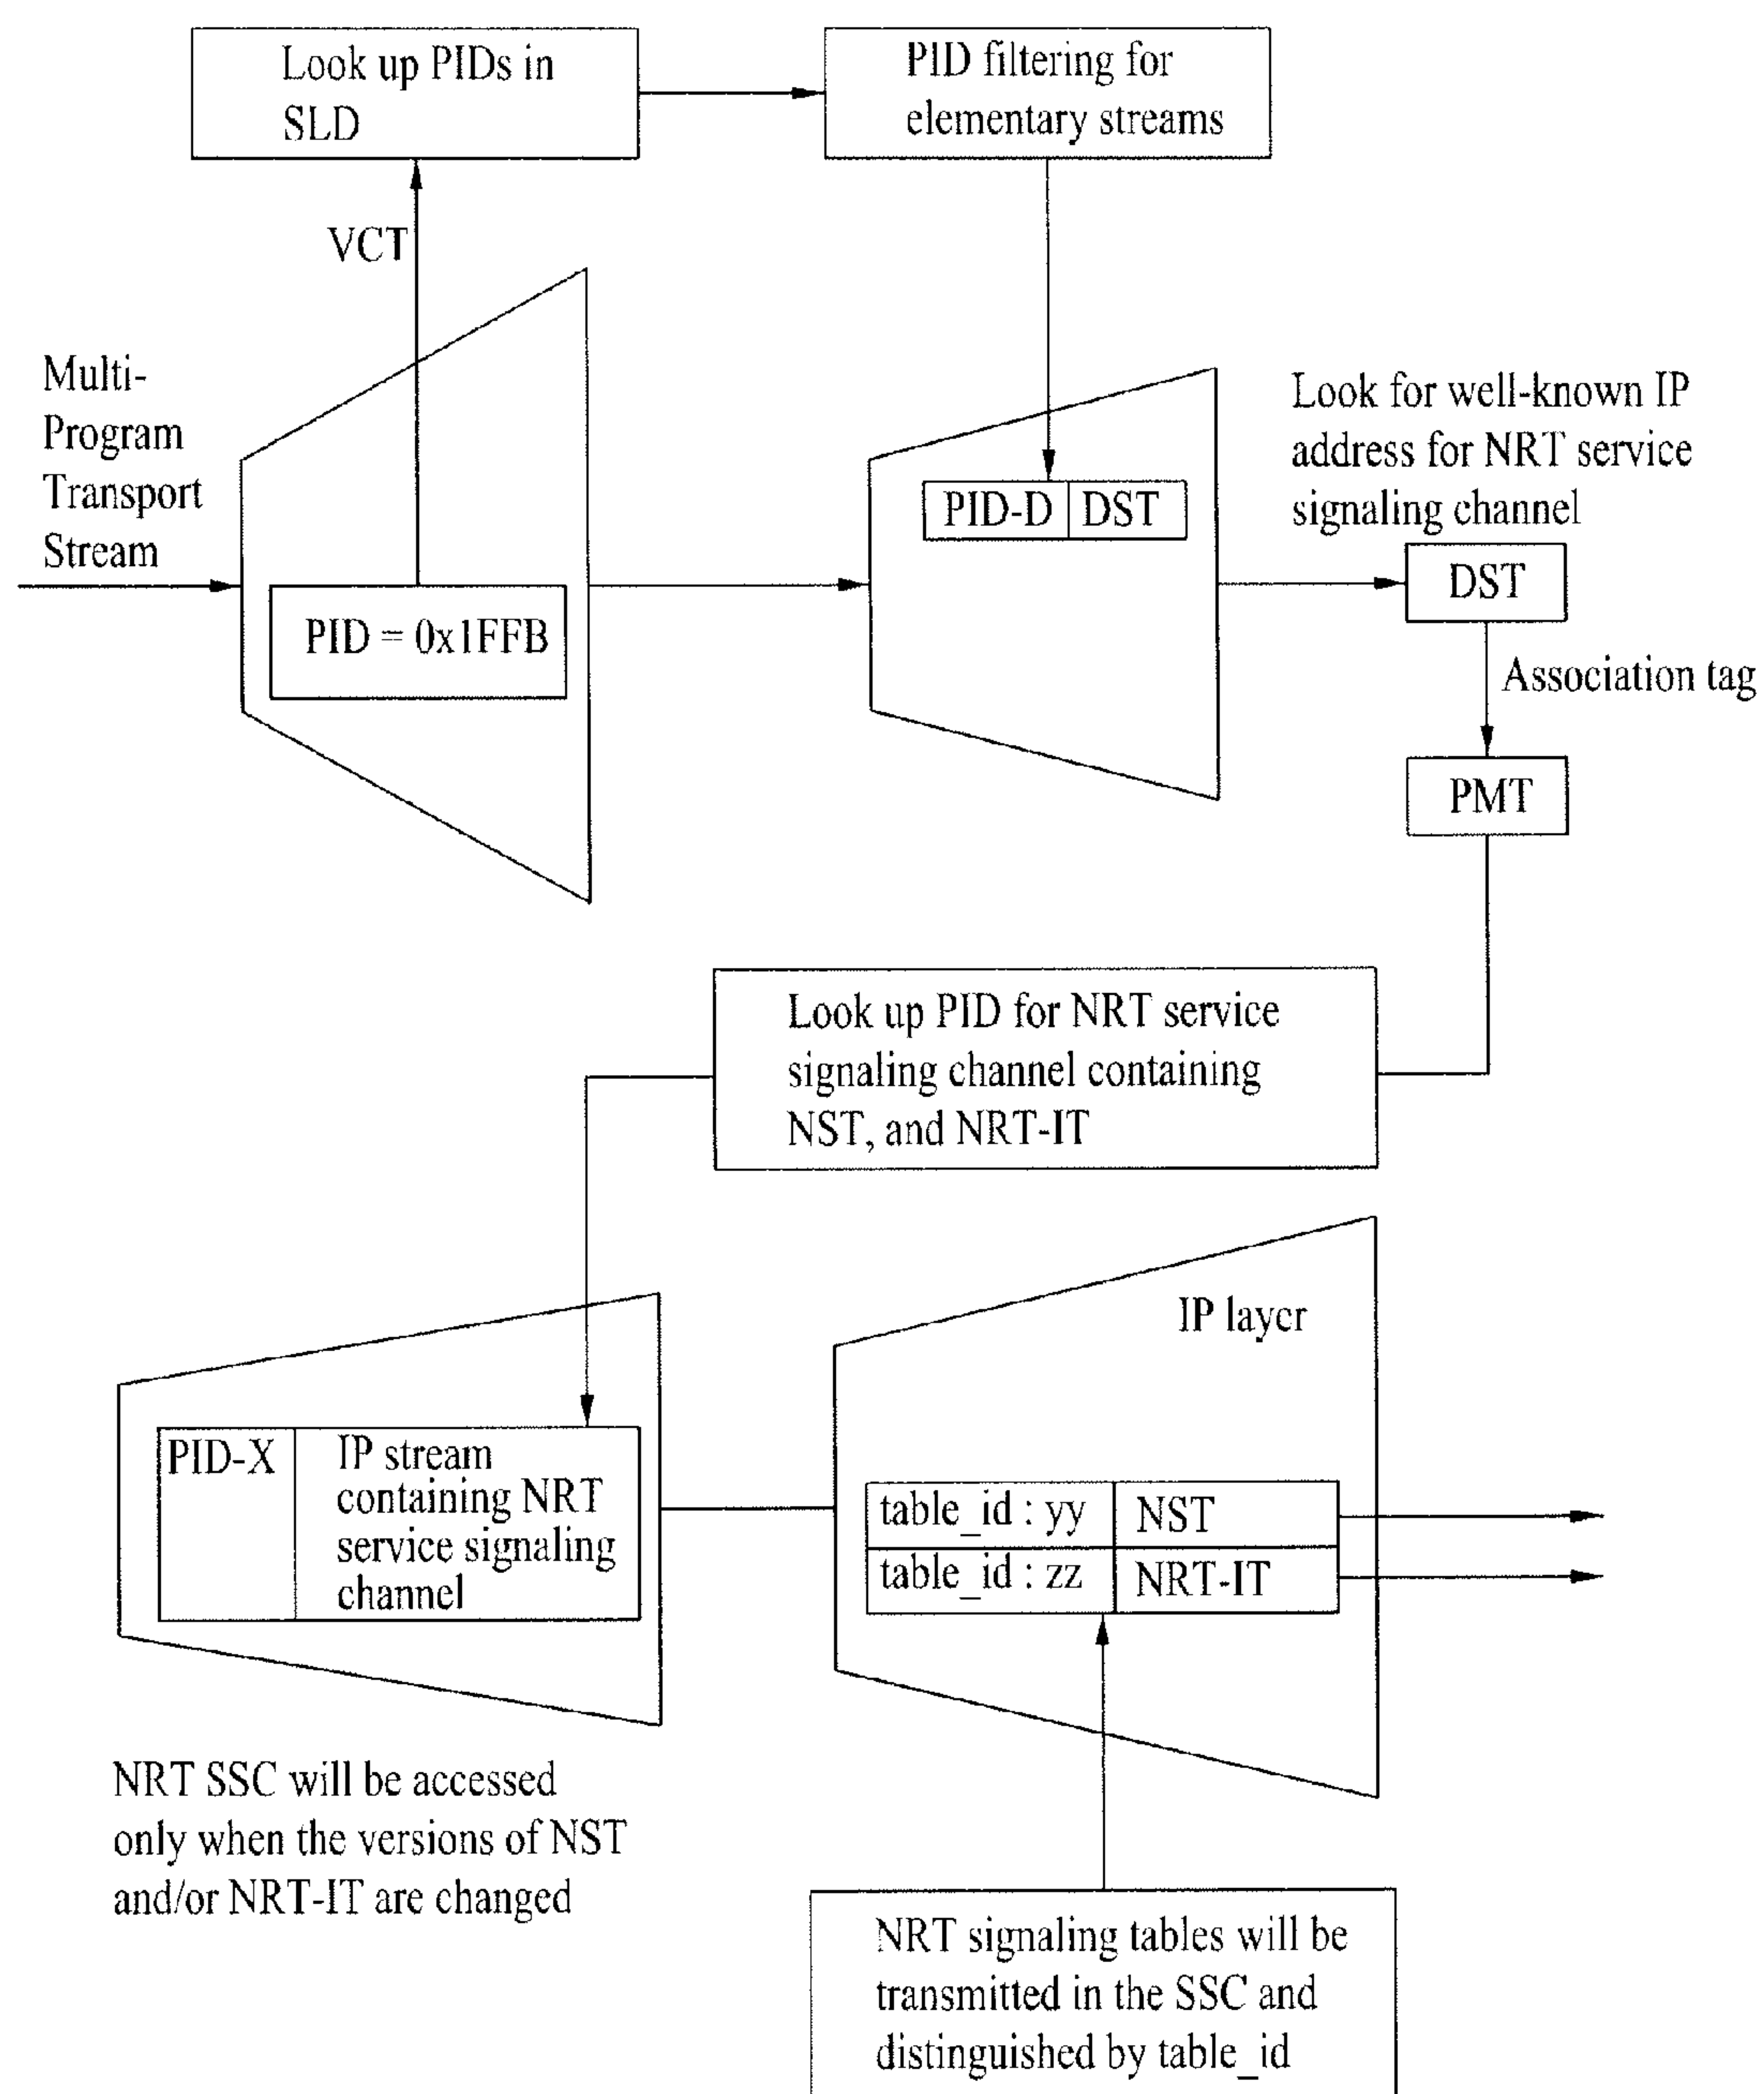 Look up PIDs in
SLD
PID filtering for
elementary streams
VCT
Multi-
Program
Transport
Stream
PID = 0x1FFB
PID-D DST
Look for well-known IP
address for NRT service
signaling channel
DST
Association tag
PMT
Look up PID for NRT service
signaling channel containing
NST, and NRT-IT
IP layer
PID-X
IP stream
containing NRT
service signaling
channel
table_id : yy NST
table_id : zz NRT-IT
NRT SSC will be accessed
only when the versions of NST
and/or NRT-IT are changed
NRT signaling tables will be
transmitted in the SSC and
distinguished by table_id